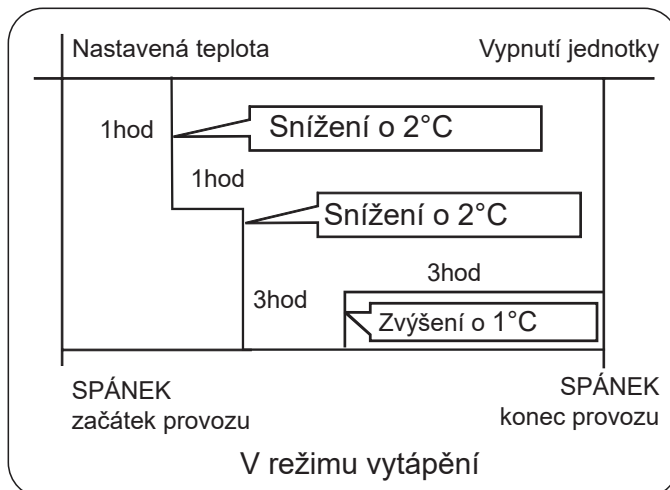 Nastavená teplota
Vypnutí jednotky
1hod
Snížení o 2°C
1hod
Snížení o 2°C
3hod
3hod
Zvýšení o 1°C
SPÁNEK
začátek provozu
SPÁNEK
konec provozu
V režimu vytápění